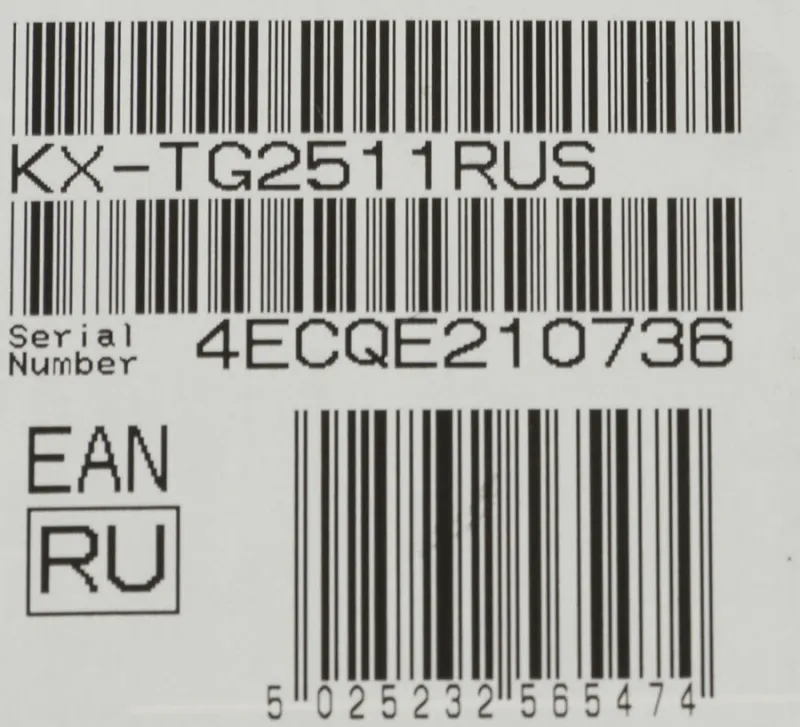 KX-TG2511RUS
Serial
Number
4ECQE210736
EAN
RU
5 025232 565474